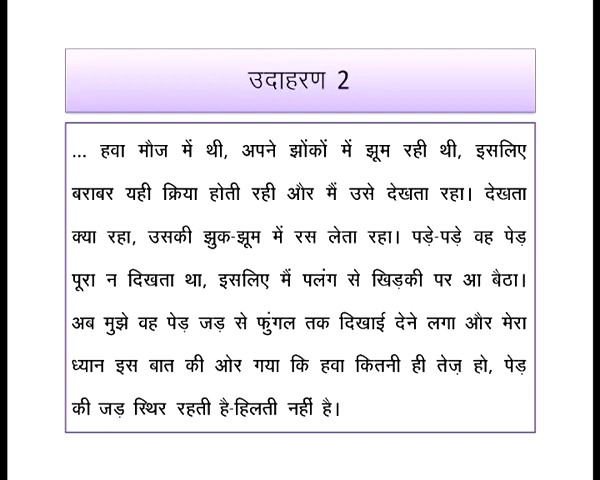 उदाहरण 2
... हवा मौज में थी, अपने झोंकों में झूम रही थी, इसलिए
बराबर यही क्रिया होती रही और मैं उसे देखता रहा। देखता
क्या रहा, उसकी झुक-झूम में रस लेता रहा। पड़े-पड़े वह पेड़
पूरा न दिखता था, इसलिए मैं पलंग से खिड़की पर आ बैठा।
अब मुझे वह पेड़ जड़ से फुंगल तक दिखाई देने लगा और मेरा
ध्यान इस बात की ओर गया कि हवा कितनी ही तेज़ हो, पेड़
की जड़ स्थिर रहती है-हिलती नहीं है।